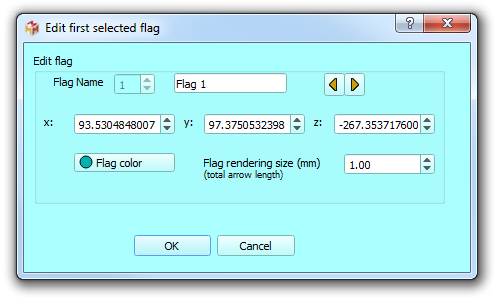 Edit first selected flag
Edit flag
Flag Name 1 Flag 1
x: 93.5304848007 y: 97.3750532398 z: -267.353717600
Flag color Flag rendering size (mm) 1.00
(total arrow length)
OK Cancel